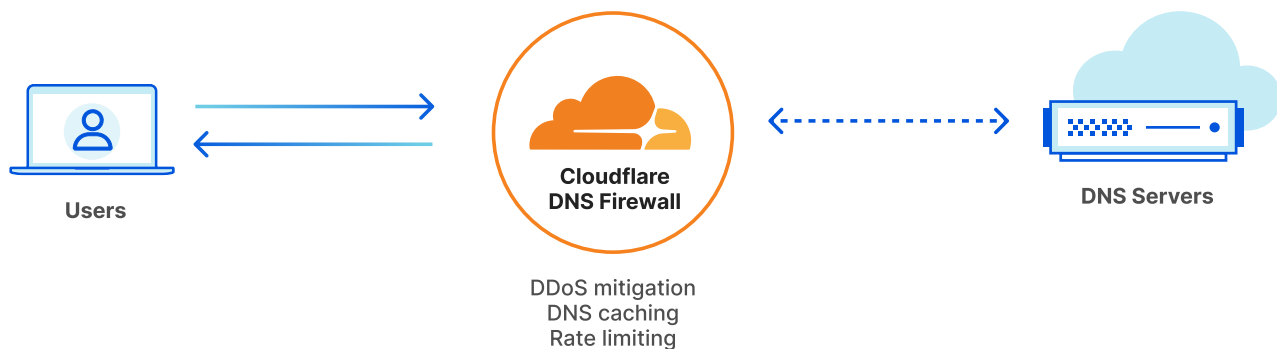 Users
Cloudflare
DNS Firewall
DDoS mitigation
DNS caching
Rate limiting
DNS Servers